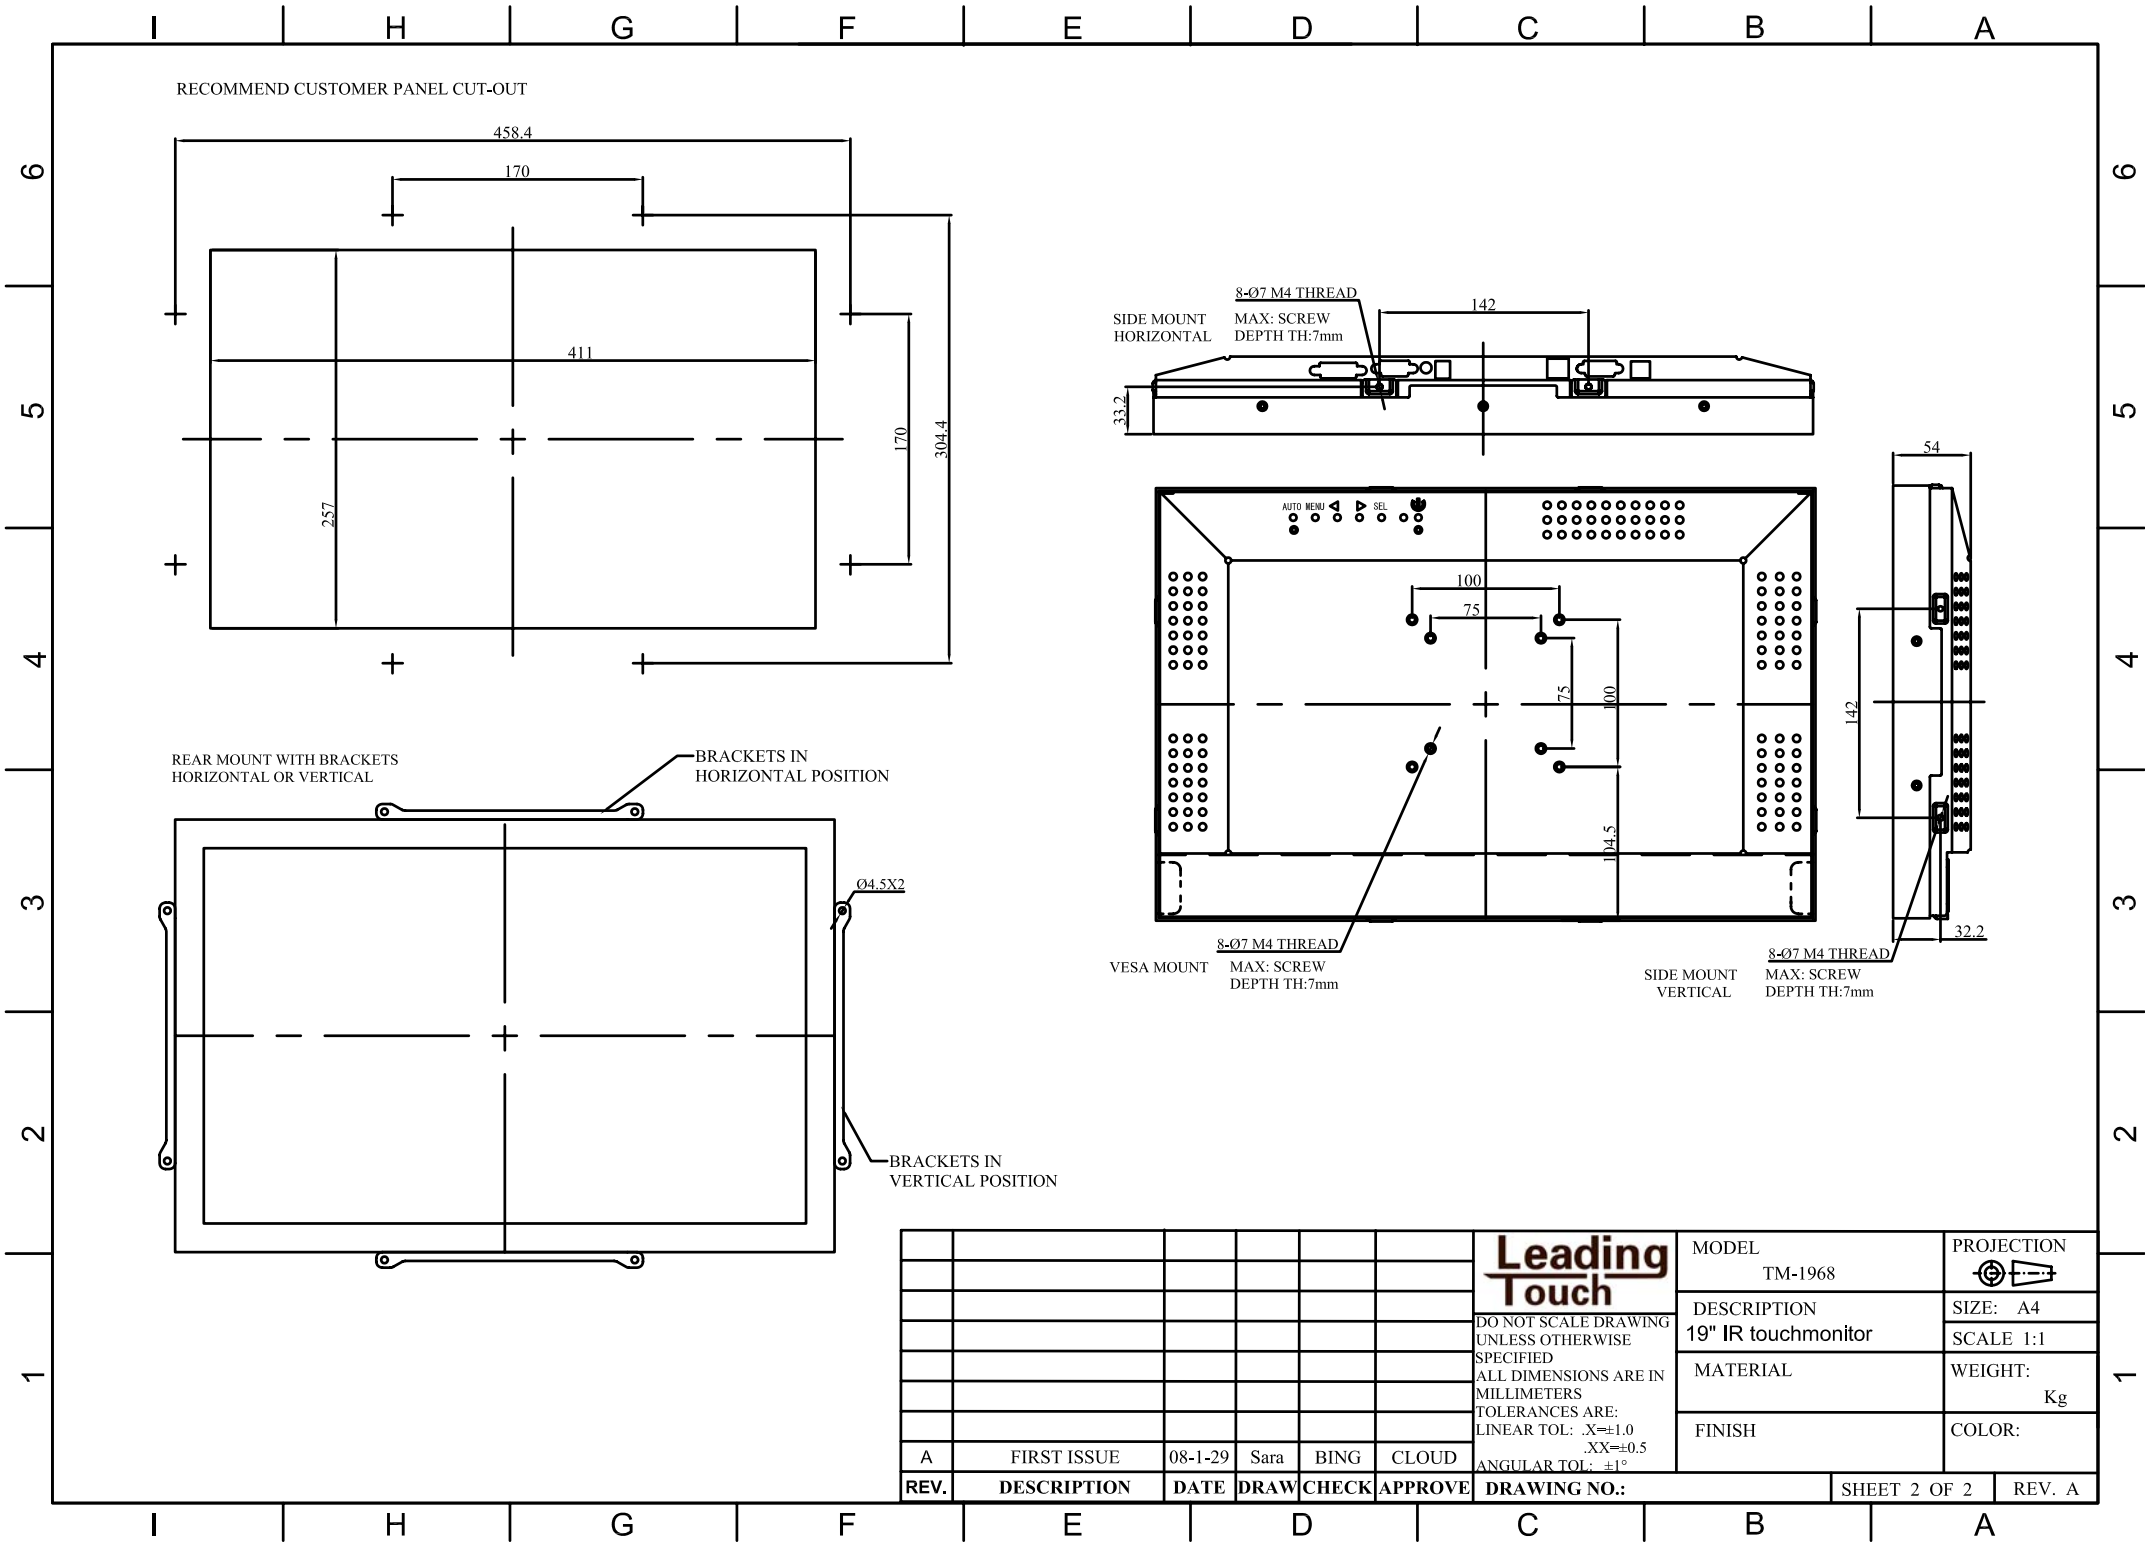 I H G F E D C B A
RECOMMEND CUSTOMER PANEL CUT-OUT
458.4
170
6
6
411
257
170
304.4
5
5
4
4
3
3
2
2
1
1
8-Ø7 M4 THREAD
SIDE MOUNT
HORIZONTAL
MAX: SCREW
DEPTH TH:7mm
142
33.2
54
AUTO MENU SEL
100
75
75
100
104.5
142
32.2
8-Ø7 M4 THREAD
VESA MOUNT
MAX: SCREW
DEPTH TH:7mm
8-Ø7 M4 THREAD
SIDE MOUNT
VERTICAL
MAX: SCREW
DEPTH TH:7mm
REAR MOUNT WITH BRACKETS
HORIZONTAL OR VERTICAL
BRACKETS IN
HORIZONTAL POSITION
Ø4.5X2
BRACKETS IN
VERTICAL POSITION
Leading
Touch
DO NOT SCALE DRAWING
UNLESS OTHERWISE
SPECIFIED
ALL DIMENSIONS ARE IN
MILLIMETERS
TOLERANCES ARE:
LINEAR TOL: .X=±1.0
.XX=±0.5
ANGULAR TOL: ±1°
MODEL
TM-1968
PROJECTION
DESCRIPTION
19" IR touchmonitor
SIZE: A4
SCALE 1:1
MATERIAL
WEIGHT:
Kg
FINISH
COLOR:
A FIRST ISSUE 08-1-29 Sara BING CLOUD
REV. DESCRIPTION DATE DRAW CHECK APPROVE
DRAWING NO.:
SHEET 2 OF 2
REV. A
I H G F E D C B A